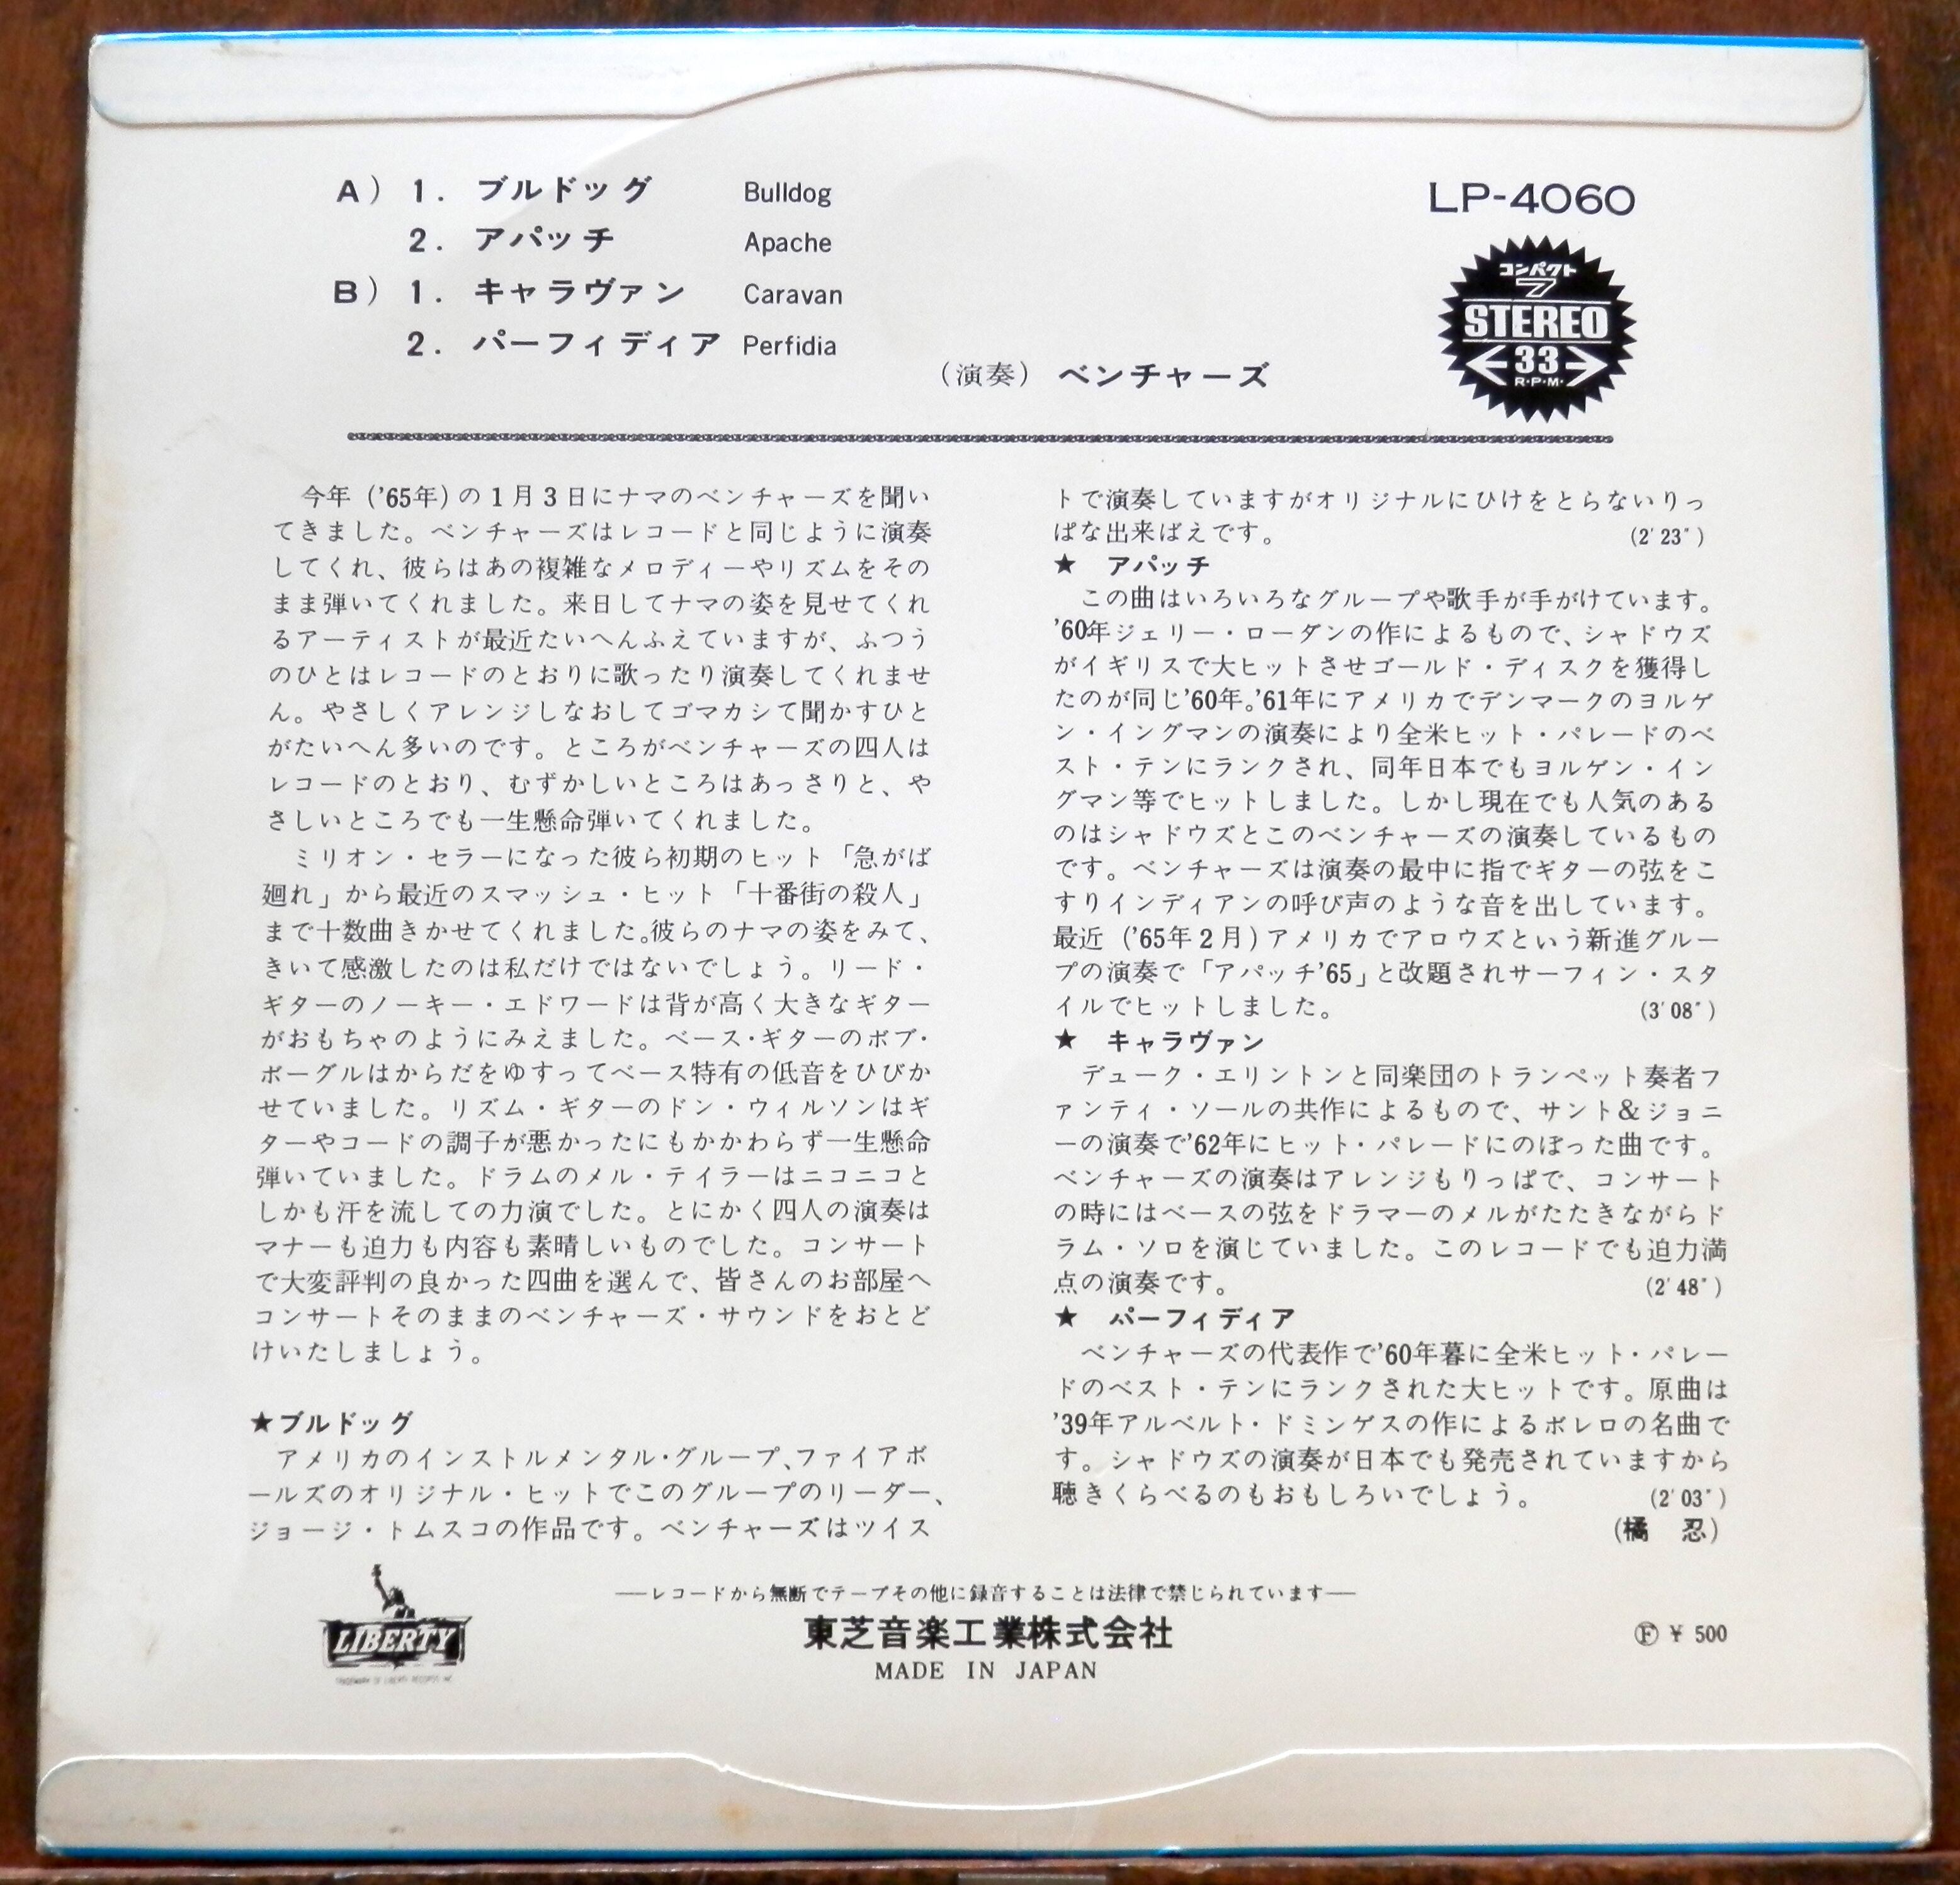 A) 1. ブルドッグ Bulldog
2. アパッチ Apache
B) 1. キャラヴァン Caravan
2. パーフィディア Perfidia
(演奏) ベンチャーズ
LP-4060
コンパクト
7
STEREO
33
R・P・M・
今年('65年)の1月3日にナマのベンチャーズを聞い
てきました。ベンチャーズはレコードと同じように演奏
してくれ、彼らはあの複雑なメロディーやリズムをその
まま弾いてくれました。来日してナマの姿を見せてくれ
るアーティストが最近たいへんふえていますが、ふつう
のひとはレコードのとおりに歌ったり演奏してくれませ
ん。やさしくアレンジしなおしてゴマカシて聞かすひと
がたいへん多いのです。ところがベンチャーズの四人は
レコードのとおり、むずかしいところはあっさりと、や
さしいところでも一生懸命弾いてくれました。
ミリオン・セラーになった彼ら初期のヒット「急がば
廻れ」から最近のスマッシュ・ヒット「十番街の殺人」
まで十数曲きかせてくれました。彼らのナマの姿をみて、
きいて感激したのは私だけではないでしょう。リード・
ギターのノーキー・エドワードは背が高く大きなギター
がおもちゃのようにみえました。ベース・ギターのボブ・
ボーグルはからだをゆすってベース特有の低音をひびか
せていました。リズム・ギターのドン・ウィルソンはギ
ターやコードの調子が悪かったにもかかわらず一生懸命
弾いていました。ドラムのメル・テイラーはニコニコと
しかも汗を流しての力演でした。とにかく四人の演奏は
マナーも迫力も内容も素晴しいものでした。コンサート
で大変評判の良かった四曲を選んで、皆さんのお部屋へ
コンサートそのままのベンチャーズ・サウンドをおとど
けいたしましょう。
★ブルドッグ
アメリカのインストルメンタル・グループ、ファイアボ
ールズのオリジナル・ヒットでこのグループのリーダー、
ジョージ・トムスコの作品です。ベンチャーズはツイス
トで演奏していますがオリジナルにひけをとらないりっ
ぱな出来ばえです。 (2′23″)
★ アパッチ
この曲はいろいろなグループや歌手が手がけています。
'60年ジェリー・ローダンの作によるもので、シャドウズ
がイギリスで大ヒットさせゴールド・ディスクを獲得し
たのが同じ'60年。'61年にアメリカでデンマークのヨルゲ
ン・イングマンの演奏により全米ヒット・パレードのベ
スト・テンにランクされ、同年日本でもヨルゲン・イン
グマン等でヒットしました。しかし現在でも人気のある
のはシャドウズとこのベンチャーズの演奏しているもの
です。ベンチャーズは演奏の最中に指でギターの弦をこ
すりインディアンの呼び声のような音を出しています。
最近('65年2月)アメリカでアロウズという新進グルー
プの演奏で「アパッチ'65」と改題されサーフィン・スタ
イルでヒットしました。 (3′08″)
★ キャラヴァン
デューク・エリントンと同楽団のトランペット奏者フ
ァンティ・ソールの共作によるもので、サント&ジョニ
ーの演奏で'62年にヒット・パレードにのぼった曲です。
ベンチャーズの演奏はアレンジもりっぱで、コンサート
の時にはベースの弦をドラマーのメルがたたきながらド
ラム・ソロを演じていました。このレコードでも迫力満
点の演奏です。 (2′48″)
★ パーフィディア
ベンチャーズの代表作で'60年暮に全米ヒット・パレー
ドのベスト・テンにランクされた大ヒットです。原曲は
'39年アルベルト・ドミンゲスの作によるボレロの名曲で
す。シャドウズの演奏が日本でも発売されていますから
聴きくらべるのもおもしろいでしょう。 (2′03″)
(橘 忍)
LIBERTY
TRADEMARK OF LIBERTY RECORDS INC
—レコードから無断でテープその他に録音することは法律で禁じられています—
東芝音楽工業株式会社
MADE IN JAPAN
Ⓕ ¥ 500